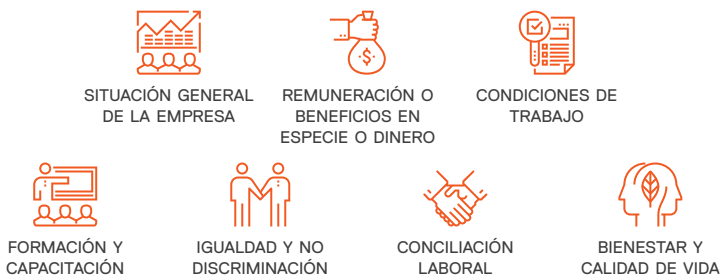 SITUACIÓN GENERAL
DE LA EMPRESA
REMUNERACIÓN O
BENEFICIOS EN
ESPECIE O DINERO
CONDICIONES DE
TRABAJO
FORMACIÓN Y
CAPACITACIÓN
IGUALDAD Y NO
DISCRIMINACIÓN
CONCILIACIÓN
LABORAL
BIENESTAR Y
CALIDAD DE VIDA